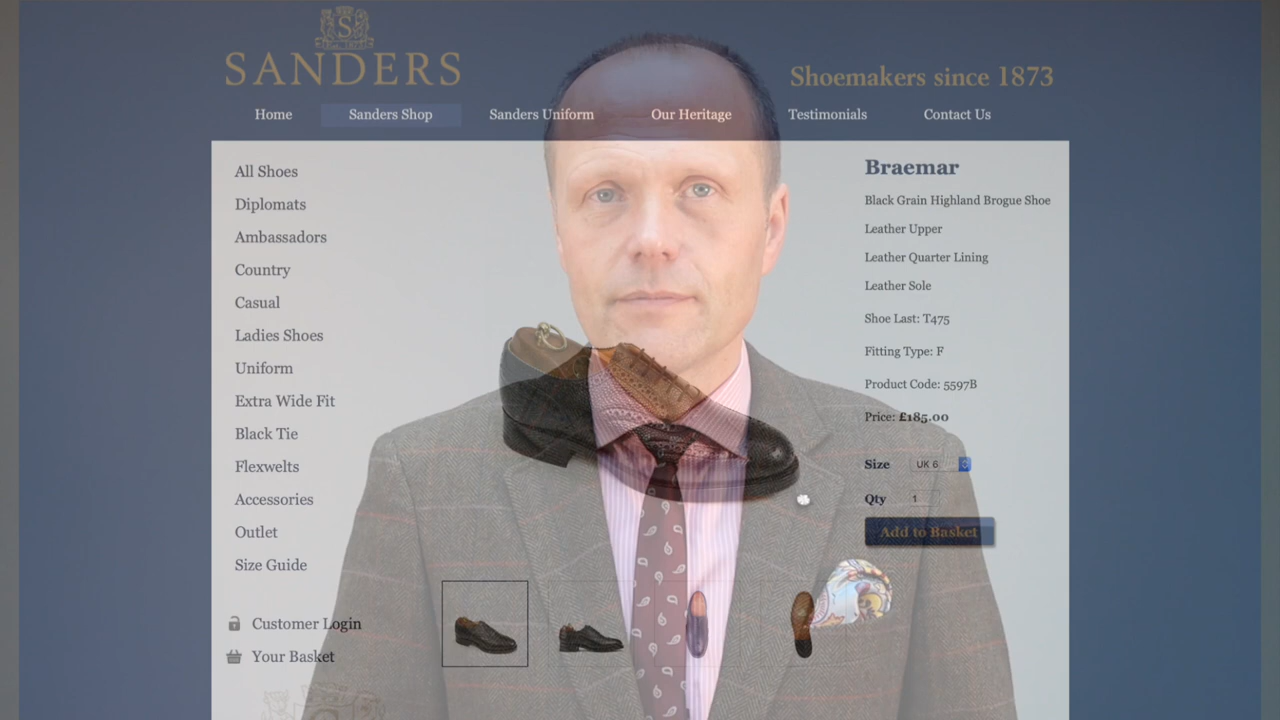 S
SANDERS
Shoemakers since 1873
Home
Sanders Shop
Sanders Uniform
Our Heritage
Testimonials
Contact Us
All Shoes
Diplomats
Ambassadors
Country
Casual
Ladies Shoes
Uniform
Extra Wide Fit
Black Tie
Flexwelts
Accessories
Outlet
Size Guide
Customer Login
Your Basket
Braemar
Black Grain Highland Brogue Shoe
Leather Upper
Leather Quarter Lining
Leather Sole
Shoe Last: T475
Fitting Type: F
Product Code: 5597B
Price: £185.00
Size UK 6
Qty 1
Add to Basket